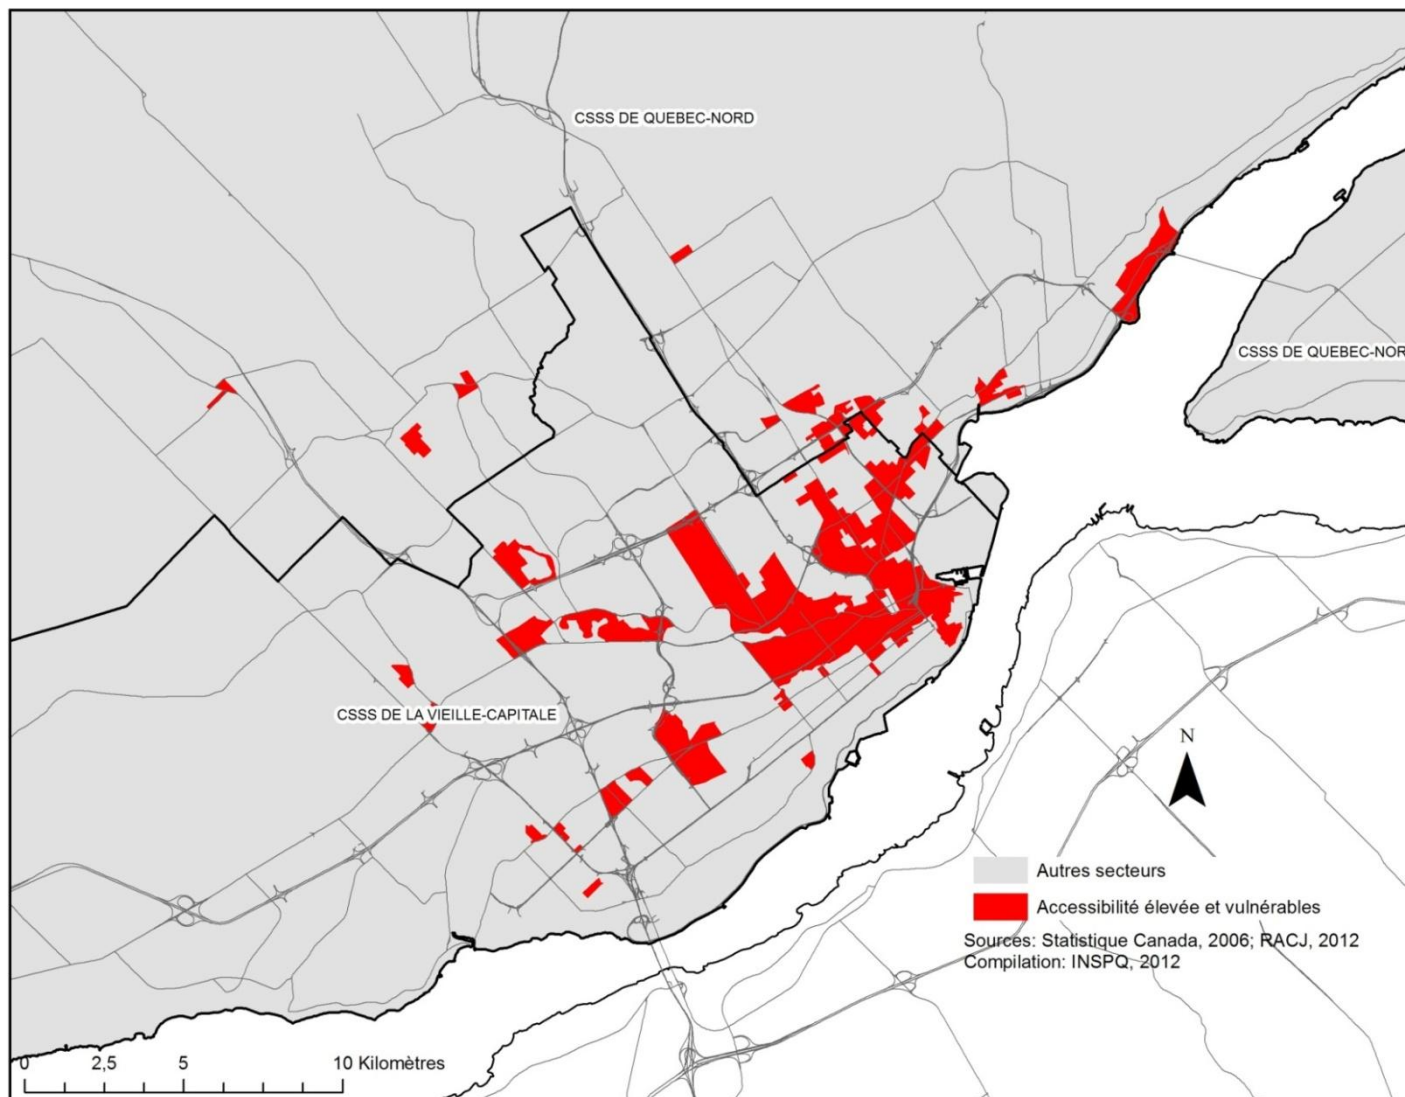 CSSS DE QUEBEC-NORD
CSSS DE QUEBEC-NOR
CSSS DE LA VIEILLE-CAPITALE
N
Autres secteurs
Accessibilité élevée et vulnérables
Sources: Statistique Canada, 2006; RACJ, 2012
Compilation: INSPQ, 2012
0 2,5 5 10 Kilomètres